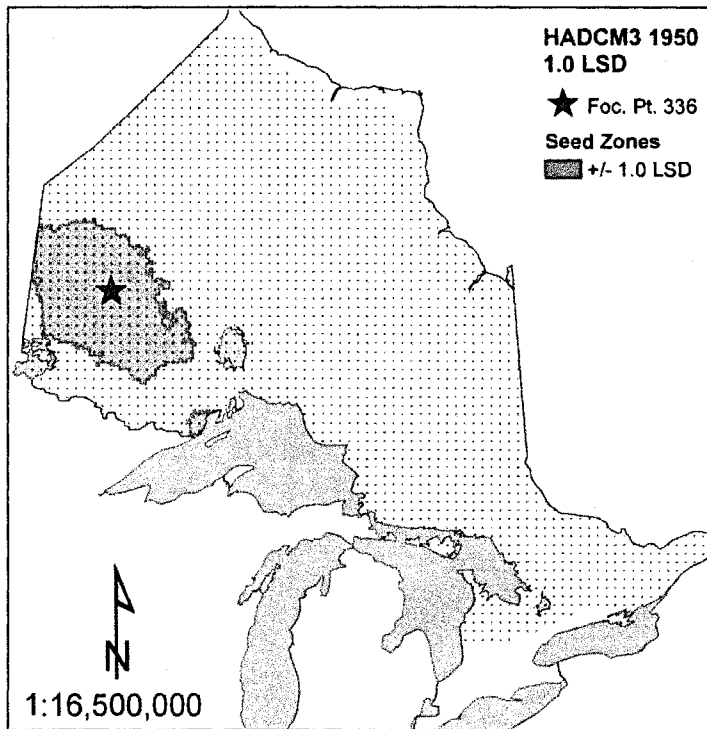 HADCM3 1950
1.0 LSD
Foc. Pt. 336
Seed Zones
+/- 1.0 LSD
N
1:16,500,000